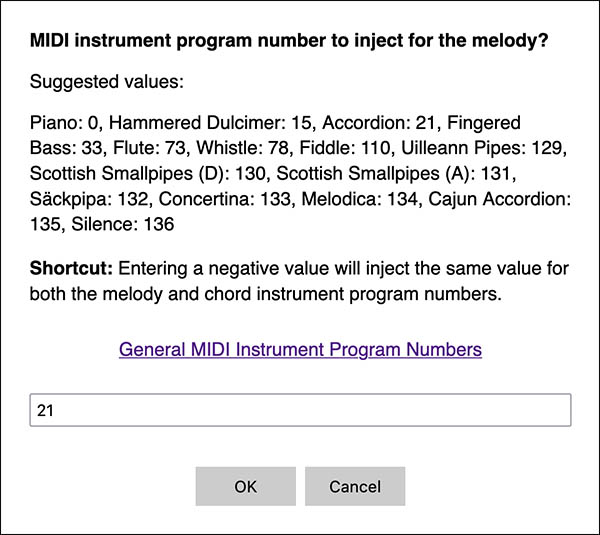 MIDI instrument program number to inject for the melody?
Suggested values:
Piano: 0, Hammered Dulcimer: 15, Accordion: 21, Fingered
Bass: 33, Flute: 73, Whistle: 78, Fiddle: 110, Uilleann Pipes: 129,
Scottish Smallpipes (D): 130, Scottish Smallpipes (A): 131,
Säckpipa: 132, Concertina: 133, Melodica: 134, Cajun Accordion:
135, Silence: 136
Shortcut: Entering a negative value will inject the same value for
both the melody and chord instrument program numbers.
General MIDI Instrument Program Numbers
21
OK Cancel